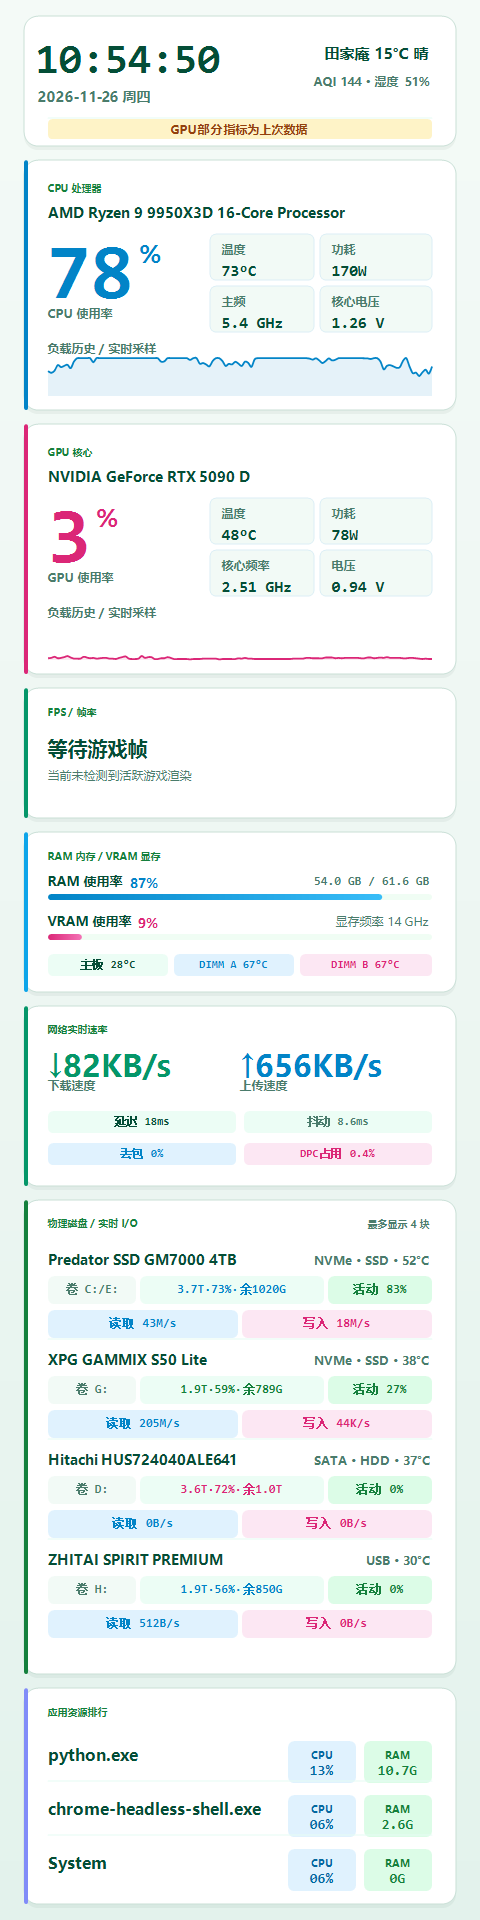 10:54:50
田家庵 15°C 晴
2026-11-26 周四
AQI 144 • 湿度 51%
GPU部分指标为上次数据
CPU 处理器
AMD Ryzen 9 9950X3D 16-Core Processor
78%
CPU 使用率
温度
73°C
功耗
170W
主频
5.4 GHz
核心电压
1.26 V
负载历史 / 实时采样
GPU 核心
NVIDIA GeForce RTX 5090 D
3%
GPU 使用率
温度
48°C
功耗
78W
核心频率
2.51 GHz
电压
0.94 V
负载历史 / 实时采样
FPS / 帧率
等待游戏帧
当前未检测到活跃游戏渲染
RAM 内存 / VRAM 显存
RAM 使用率 87% 54.0 GB / 61.6 GB
VRAM 使用率 9% 显存频率 14 GHz
主板 28°C DIMM A 67°C DIMM B 67°C
网络实时速率
↓82KB/s ↑656KB/s
下载速度 上传速度
延迟 18ms 抖动 8.6ms
丢包 0% DPC占用 0.4%
物理磁盘 / 实时 I/O 最多显示 4 块
Predator SSD GM7000 4TB NVMe • SSD • 52°C
卷 C:/E: 3.7T·73%·余1020G 活动 83%
读取 43M/s 写入 18M/s
XPG GAMMIX S50 Lite NVMe • SSD • 38°C
卷 G: 1.9T·59%·余789G 活动 27%
读取 205M/s 写入 44K/s
Hitachi HUS724040ALE641 SATA • HDD • 37°C
卷 D: 3.6T·72%·余1.0T 活动 0%
读取 0B/s 写入 0B/s
ZHITAI SPIRIT PREMIUM USB • 30°C
卷 H: 1.9T·56%·余850G 活动 0%
读取 512B/s 写入 0B/s
应用资源排行
python.exe
CPU
13%
RAM
10.7G
chrome-headless-shell.exe
CPU
06%
RAM
2.6G
System
CPU
06%
RAM
0G